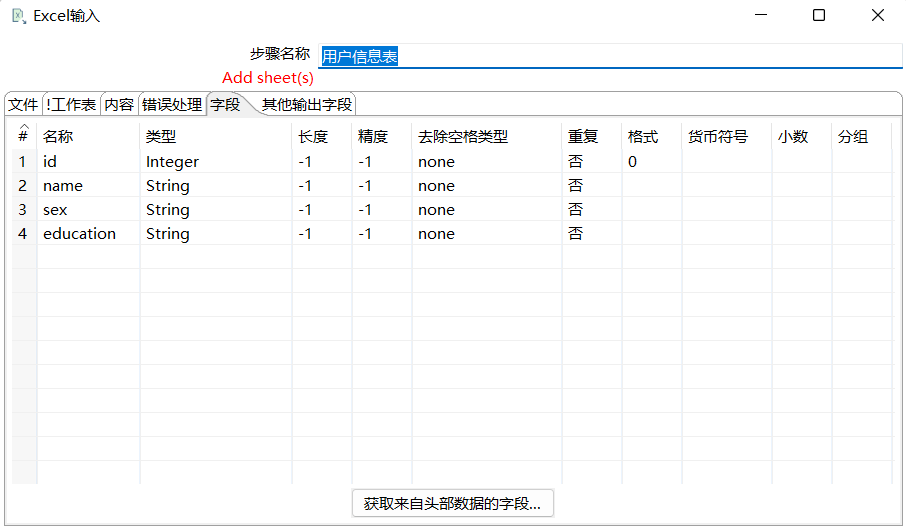 Excel输入
步骤名称 用户信息表
Add sheet(s)
文件 !工作表 内容 错误处理 字段 其他输出字段
# 名称 类型 长度 精度 去除空格类型 重复 格式 货币符号 小数 分组
1 id Integer -1 -1 none 否 0
2 name String -1 -1 none 否
3 sex String -1 -1 none 否
4 education String -1 -1 none 否
获取来自头部数据的字段...